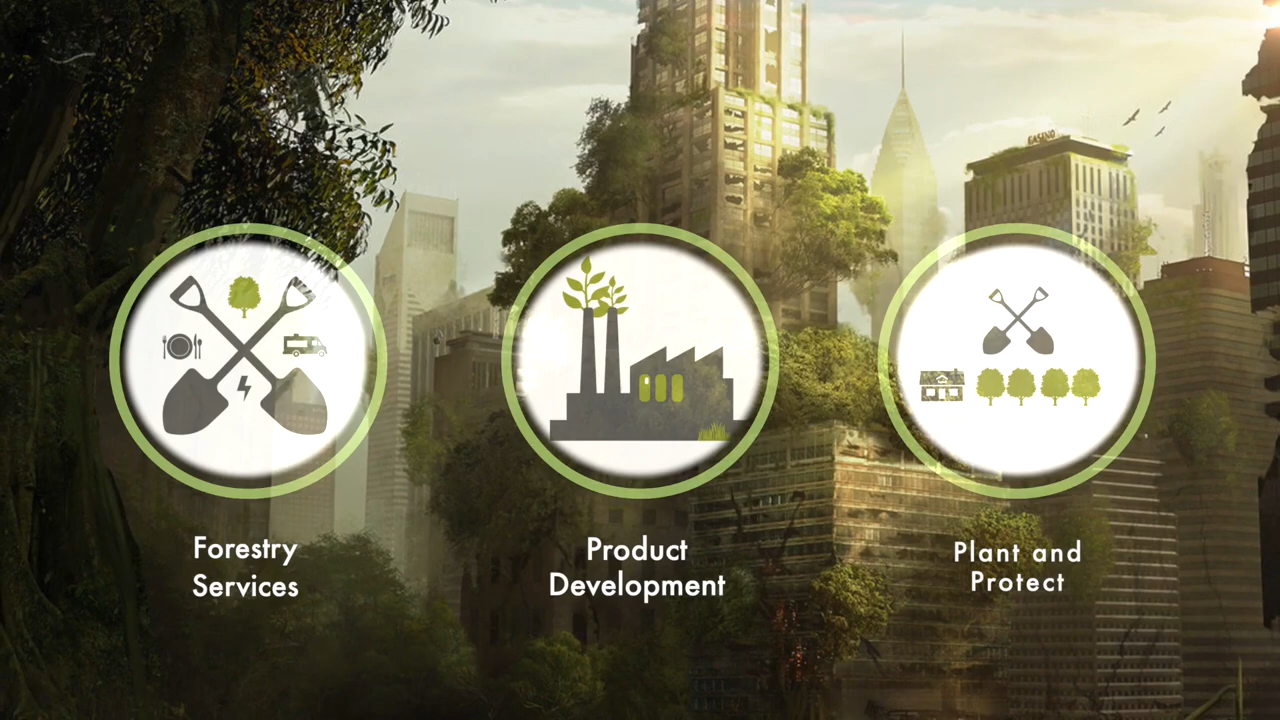 CASINO
Forestry
Services
Product
Development
Plant and
Protect